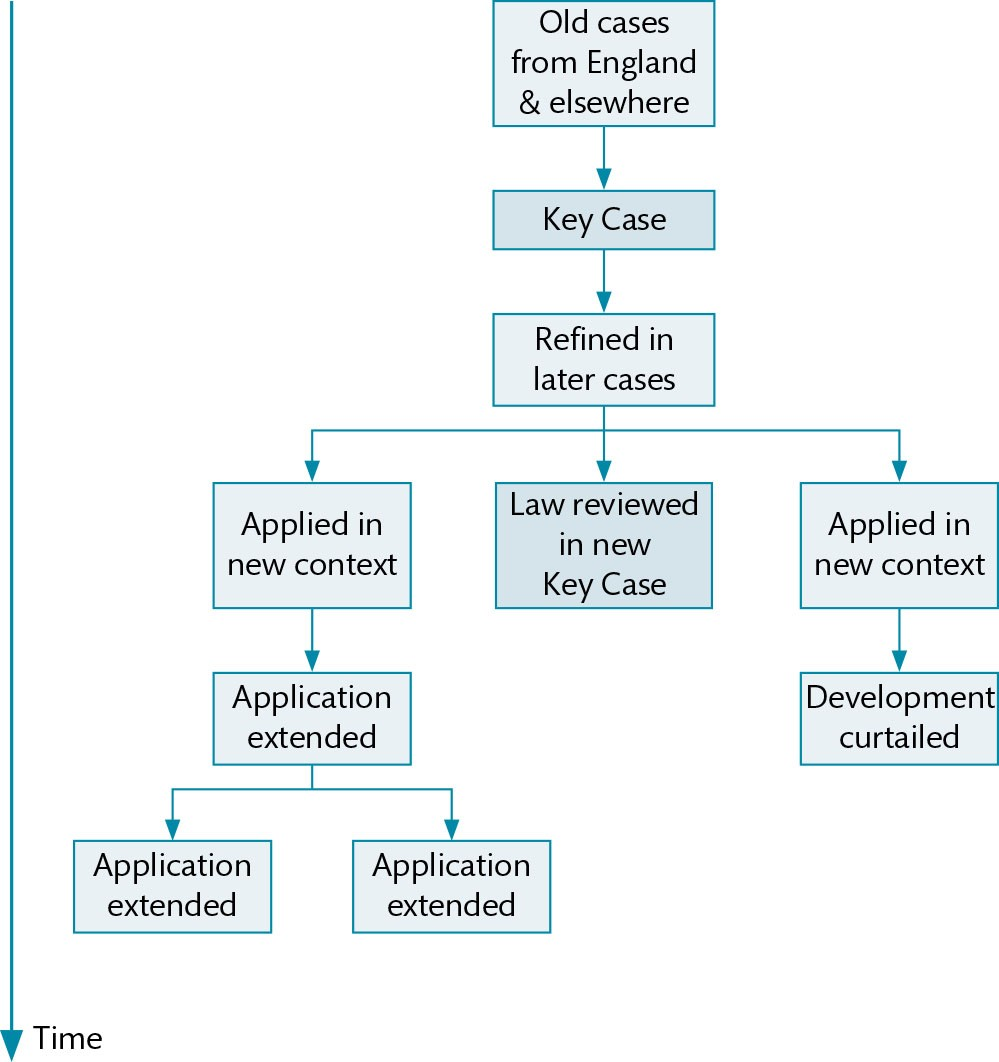 Old cases
from England
& elsewhere
Key Case
Refined in
later cases
Applied in
new context
Law reviewed
in new
Key Case
Applied in
new context
Application
extended
Development
curtailed
Application
extended
Application
extended
Time